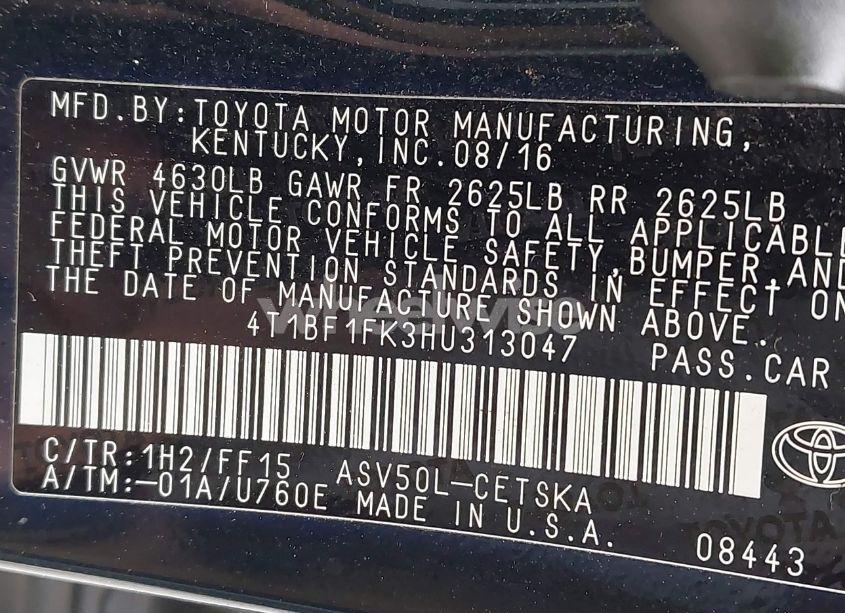 MFD.BY:TOYOTA MOTOR MANUFACTURING,
KENTUCKY,INC.08/16
GVWR 4630LB GAWR FR 2625LB RR 2625LB
THIS VEHICLE CONFORMS TO ALL APPLICABLE
FEDERAL MOTOR VEHICLE SAFETY,BUMPER,AND
THEFT PREVENTION STANDARDS IN EFFECT ON
THE DATE OF MANUFACTURE SHOWN ABOVE.
4T1BF1FK3HU313047 PASS.CAR
C/TR:1H2/FF15 ASV50L-CETSKA
A/TM:-01A/U760E MADE IN U.S.A.
08443
TOYOTA